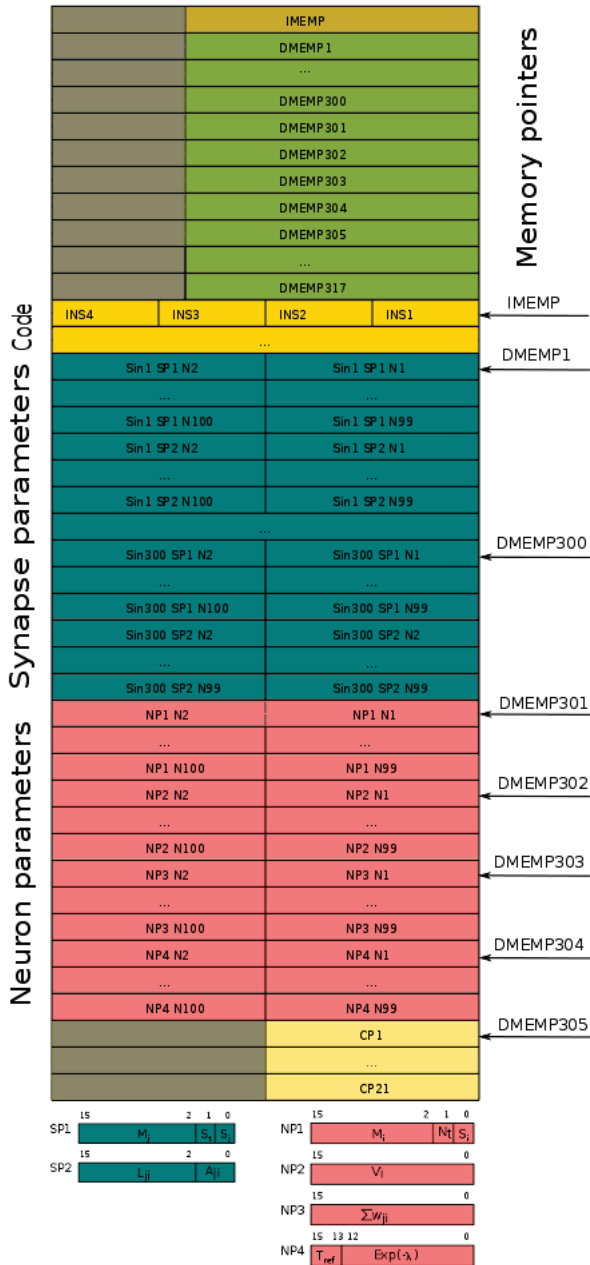 IMEMP
DMEMP1
...
DMEMP300
DMEMP301
DMEMP302
DMEMP303
DMEMP304
DMEMP305
...
DMEMP317
Memory pointers
INS4 INS3 INS2 INS1 IMEMP
...
Code
Sin1 SP1 N2 Sin1 SP1 N1 DMEMP1
... ...
Sin1 SP1 N100 Sin1 SP1 N99
Sin1 SP2 N2 Sin1 SP2 N1
... ...
Sin1 SP2 N100 Sin1 SP2 N99
...
Sin300 SP1 N2 Sin300 SP1 N1 DMEMP300
... ...
Sin300 SP1 N100 Sin300 SP1 N99
Sin300 SP2 N2 Sin300 SP2 N2
... ...
Sin300 SP2 N99 Sin300 SP2 N99
Synapse parameters
NP1 N2 NP1 N1 DMEMP301
... ...
NP1 N100 NP1 N99
NP2 N2 NP2 N1 DMEMP302
... ...
NP2 N100 NP2 N99
NP3 N2 NP3 N1 DMEMP303
... ...
NP3 N100 NP3 N99
NP4 N2 NP4 N1 DMEMP304
... ...
NP4 N100 NP4 N99
Neuron parameters
CP1 DMEMP305
...
CP21
15 2 1 0
SP1 Mj St Sj
15 2 0
SP2 Lji Aji
15 2 1 0
NP1 Mi Nt Si
15 0
NP2 Vi
15 0
NP3 ∑wji
15 13 12 0
NP4 Tref Exp(-λ)